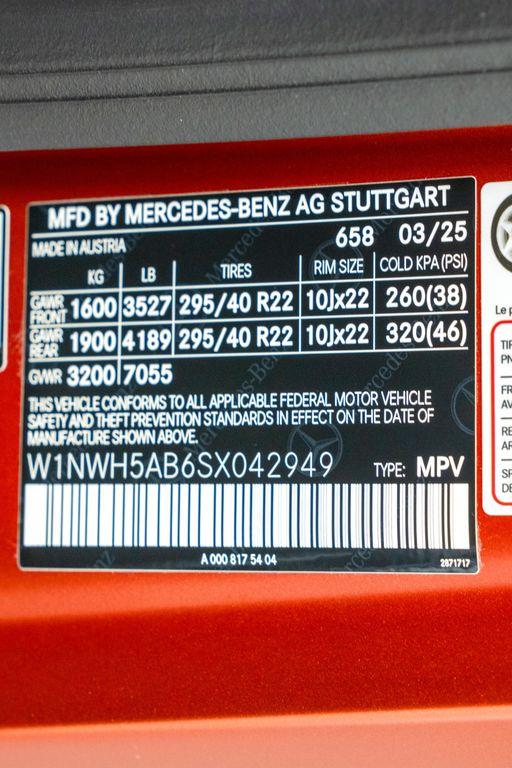 MFD BY MERCEDES-BENZ AG STUTTGART
MADE IN AUSTRIA 658 03/25
KG LB TIRES RIM SIZE COLD KPA (PSI)
GAWR FRONT 1600 3527 295/40 R22 10Jx22 260(38)
GAWR REAR 1900 4189 295/40 R22 10Jx22 320(46)
GVWR 3200 7055
THIS VEHICLE CONFORMS TO ALL APPLICABLE FEDERAL MOTOR VEHICLE
SAFETY AND THEFT PREVENTION STANDARDS IN EFFECT ON THE DATE OF
MANUFACTURE SHOWN ABOVE.
W1NWH5AB6SX042949 TYPE: MPV
A 000 817 54 04
2871717
Le